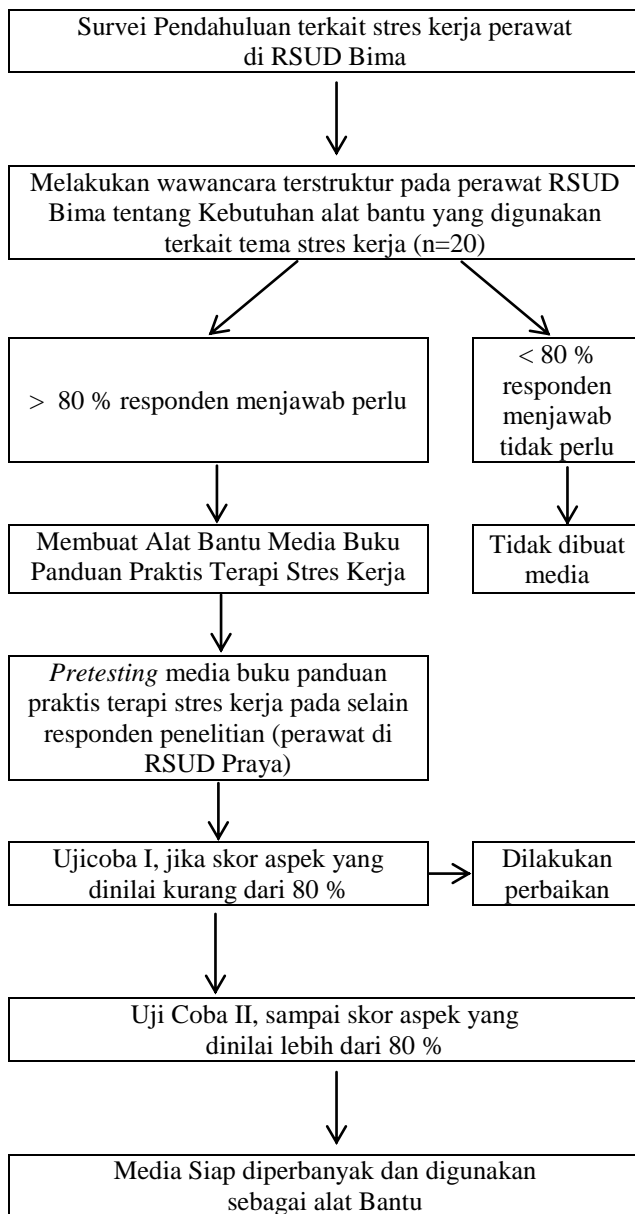 Survei Pendahuluan terkait stres kerja perawat
di RSUD Bima
Melakukan wawancara terstruktur pada perawat RSUD
Bima tentang Kebutuhan alat bantu yang digunakan
terkait tema stres kerja (n=20)
> 80 % responden menjawab perlu
< 80 %
responden
menjawab
tidak perlu
Membuat Alat Bantu Media Buku
Panduan Praktis Terapi Stres Kerja
Tidak dibuat
media
Pretesting media buku panduan
praktis terapi stres kerja pada selain
responden penelitian (perawat di
RSUD Praya)
Ujicoba I, jika skor aspek yang
dinilai kurang dari 80 %
Dilakukan
perbaikan
Uji Coba II, sampai skor aspek yang
dinilai lebih dari 80 %
Media Siap diperbanyak dan digunakan
sebagai alat Bantu